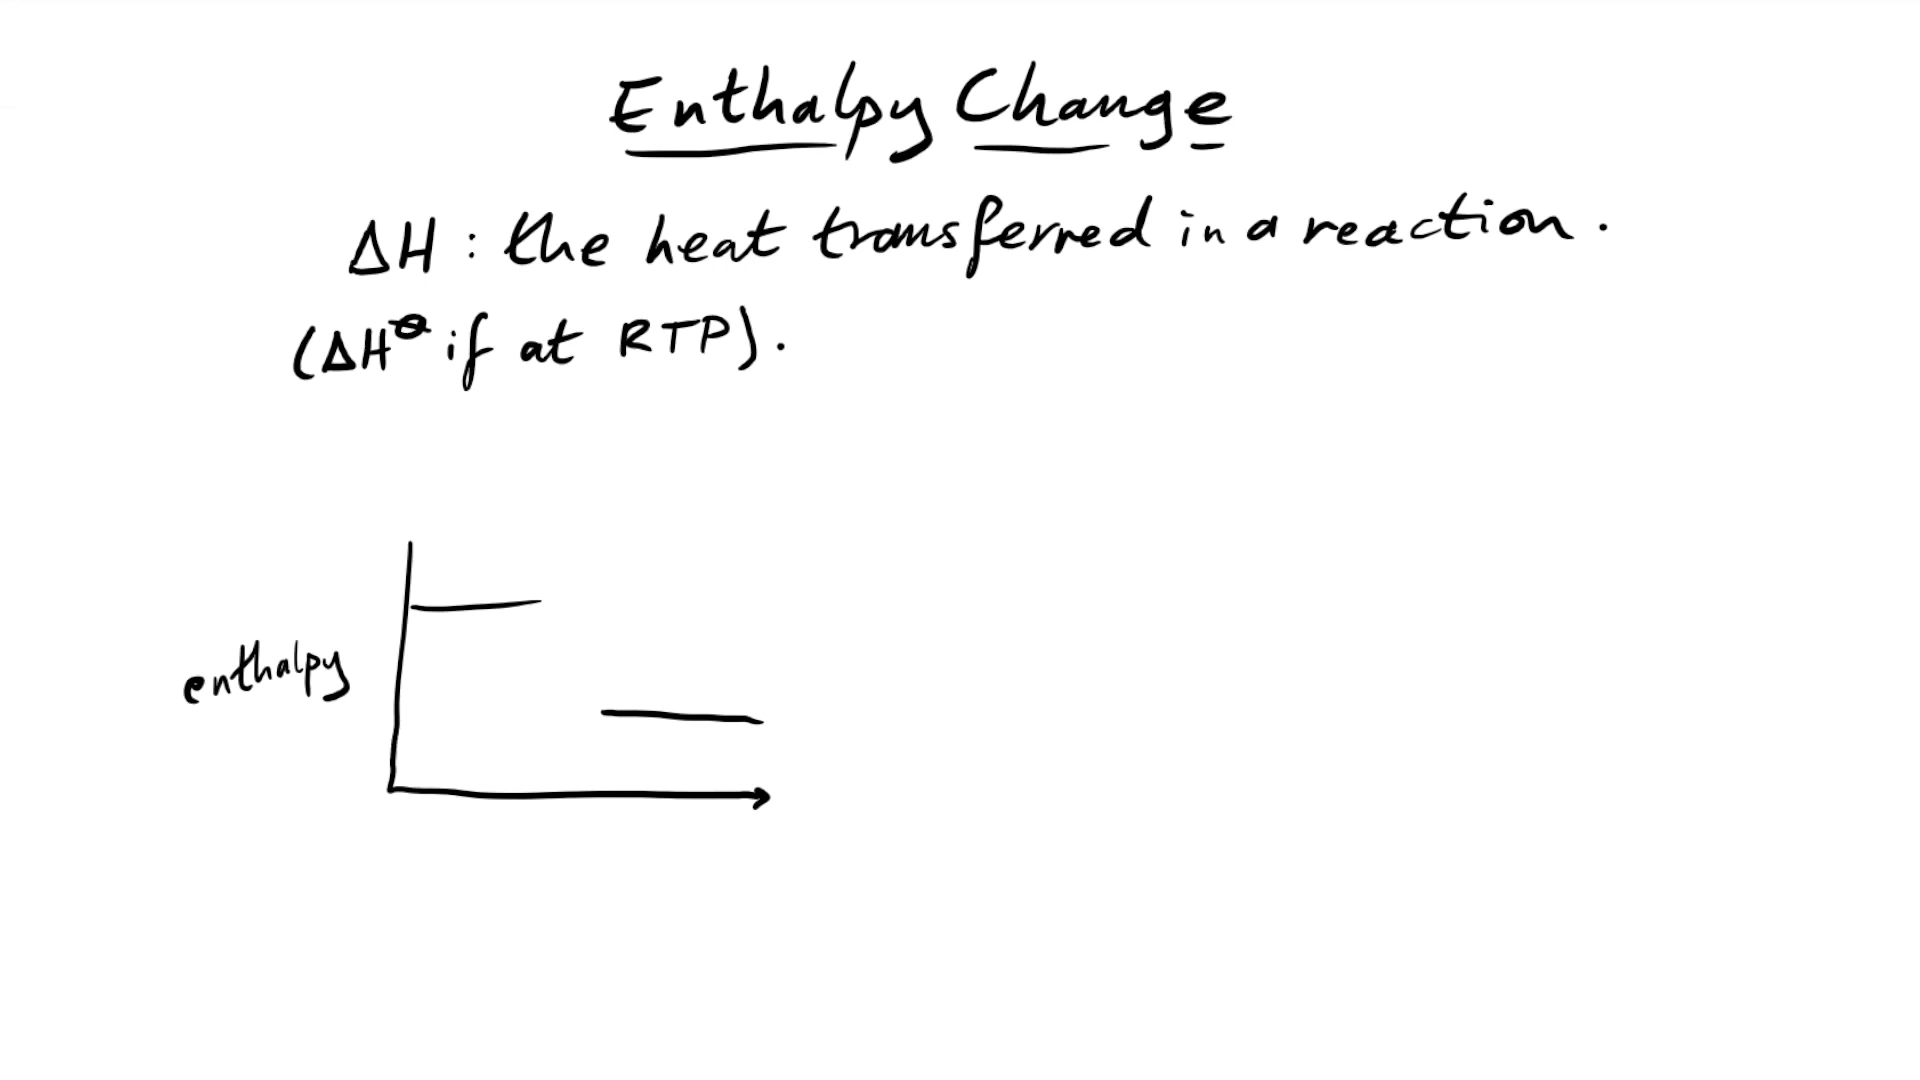 Enthalpy Change
ΔH : the heat transferred in a reaction.
(ΔH⦵ if at RTP).
enthalpy